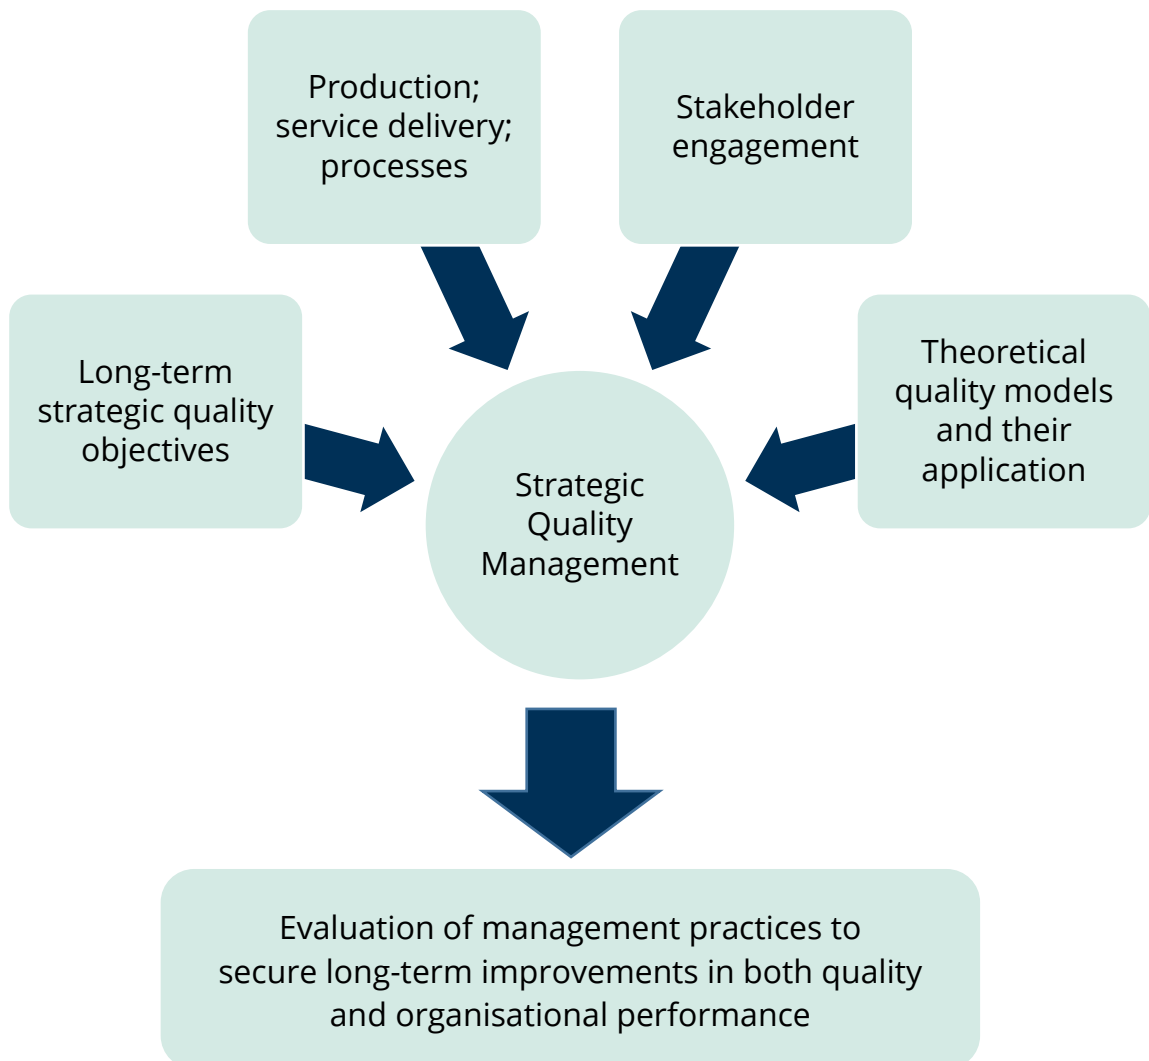 Production;
service delivery;
processes
Stakeholder
engagement
Long-term
strategic quality
objectives
Theoretical
quality models
and their
application
Strategic
Quality
Management
Evaluation of management practices to
secure long-term improvements in both quality
and organisational performance